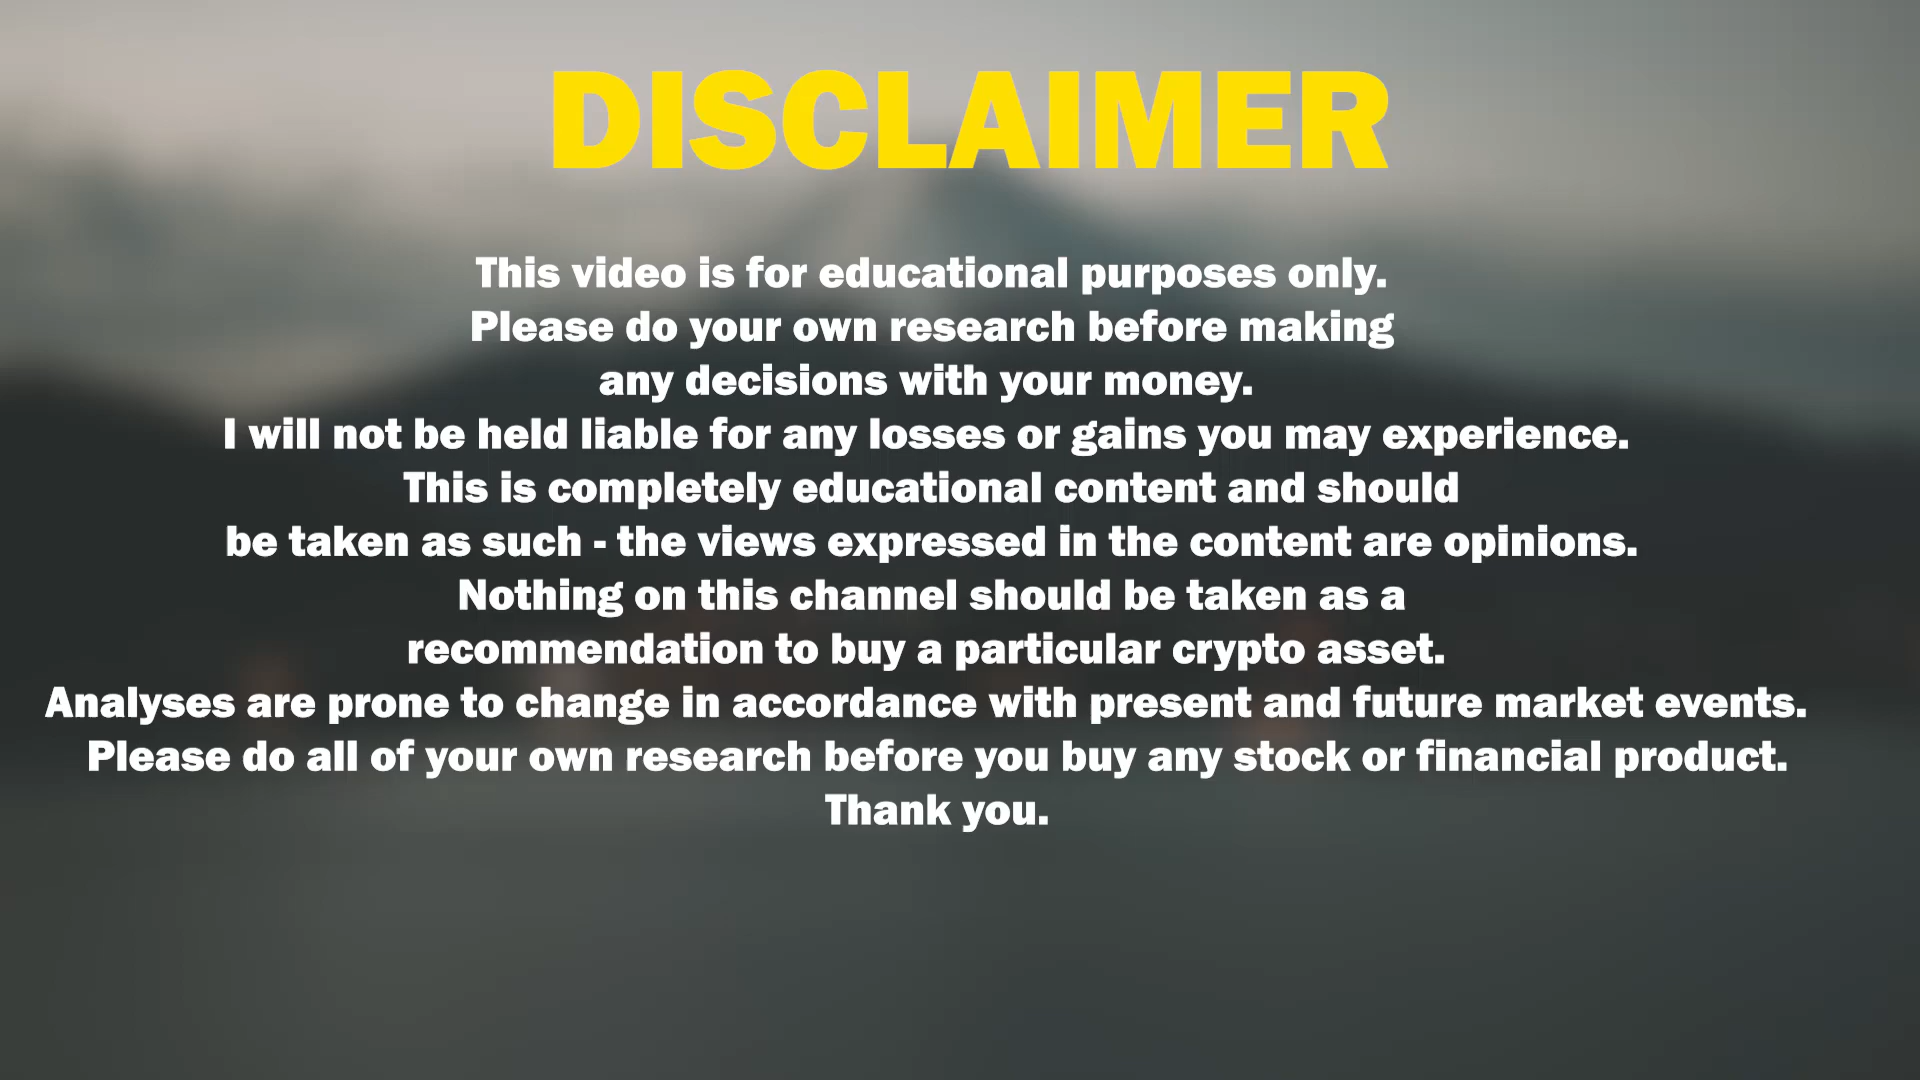 DISCLAIMER
This video is for educational purposes only.
Please do your own research before making
any decisions with your money.
I will not be held liable for any losses or gains you may experience.
This is completely educational content and should
be taken as such - the views expressed in the content are opinions.
Nothing on this channel should be taken as a
recommendation to buy a particular crypto asset.
Analyses are prone to change in accordance with present and future market events.
Please do all of your own research before you buy any stock or financial product.
Thank you.